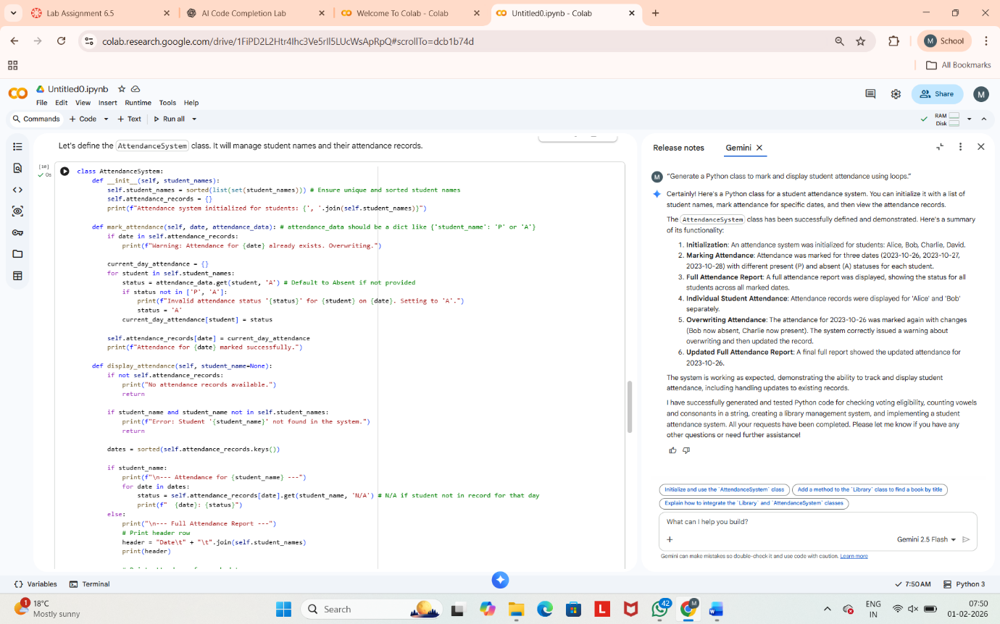 Lab Assignment 6.5
AI Code Completion Lab
Welcome To Colab - Colab
Untitled0.ipynb - Colab
colab.research.google.com/drive/1FiPD2L2Htr4Ihc3Ve5rIl5LUcWsApRpQ#scrollTo=dcb1b74d
M School
All Bookmarks
Untitled0.ipynb
File Edit View Insert Runtime Tools Help
Share
M
Commands + Code + Text Run all
RAM
Disk
Let's define the AttendanceSystem class. It will manage student names and their attendance records.
[10]
0s
class AttendanceSystem:
def __init__(self, student_names):
self.student_names = sorted(list(set(student_names))) # Ensure unique and sorted student names
self.attendance_records = {}
print(f"Attendance system initialized for students: {', '.join(self.student_names)}")
def mark_attendance(self, date, attendance_data): # attendance_data should be a dict like {'student_name': 'P' or 'A'}
if date in self.attendance_records:
print(f"Warning: Attendance for {date} already exists. Overwriting.")
current_day_attendance = {}
for student in self.student_names:
status = attendance_data.get(student, 'A') # Default to Absent if not provided
if status not in ['P', 'A']:
print(f"Invalid attendance status '{status}' for {student} on {date}. Setting to 'A'.")
status = 'A'
current_day_attendance[student] = status
self.attendance_records[date] = current_day_attendance
print(f"Attendance for {date} marked successfully.")
def display_attendance(self, student_name=None):
if not self.attendance_records:
print("No attendance records available.")
return
if student_name and student_name not in self.student_names:
print(f"Error: Student '{student_name}' not found in the system.")
return
dates = sorted(self.attendance_records.keys())
if student_name:
print(f"\n--- Attendance for {student_name} ---")
for date in dates:
status = self.attendance_records[date].get(student_name, 'N/A') # N/A if student not in record for that day
print(f"  {date}: {status}")
else:
print("\n--- Full Attendance Report ---")
# Print header row
header = "Date\t" + "\t".join(self.student_names)
print(header)
Release notes
Gemini
M
“Generate a Python class to mark and display student attendance using loops.”
Certainly! Here's a Python class for a student attendance system. You can initialize it with a list of
student names, mark attendance for specific dates, and then view the attendance records.
The AttendanceSystem class has been successfully defined and demonstrated. Here's a summary
of its functionality:
1. Initialization: An attendance system was initialized for students: Alice, Bob, Charlie, David.
2. Marking Attendance: Attendance was marked for three dates (2023-10-26, 2023-10-27,
2023-10-28) with different present (P) and absent (A) statuses for each student.
3. Full Attendance Report: A full attendance report was displayed, showing the status for all
students across all marked dates.
4. Individual Student Attendance: Attendance records were displayed for 'Alice' and 'Bob'
separately.
5. Overwriting Attendance: The attendance for 2023-10-26 was marked again with changes
(Bob now absent, Charlie now present). The system correctly issued a warning about
overwriting and then updated the record.
6. Updated Full Attendance Report: A final full report showed the updated attendance for
2023-10-26.
The system is working as expected, demonstrating the ability to track and display student
attendance, including handling updates to existing records.
I have successfully generated and tested Python code for checking voting eligibility, counting vowels
and consonants in a string, creating a library management system, and implementing a student
attendance system. All your requests have been completed. Please let me know if you have any
other questions or need further assistance!
Initialize and use the `AttendanceSystem` class
Add a method to the `Library` class to find a book by title
Explain how to integrate the `Library` and `AttendanceSystem` classes
What can I help you build?
Gemini 2.5 Flash
Gemini can make mistakes so double-check it and use code with caution. Learn more
Variables Terminal
7:50 AM Python 3
1
18°C
Mostly sunny
Search
L
42
M
ENG
IN
07:50
01-02-2026